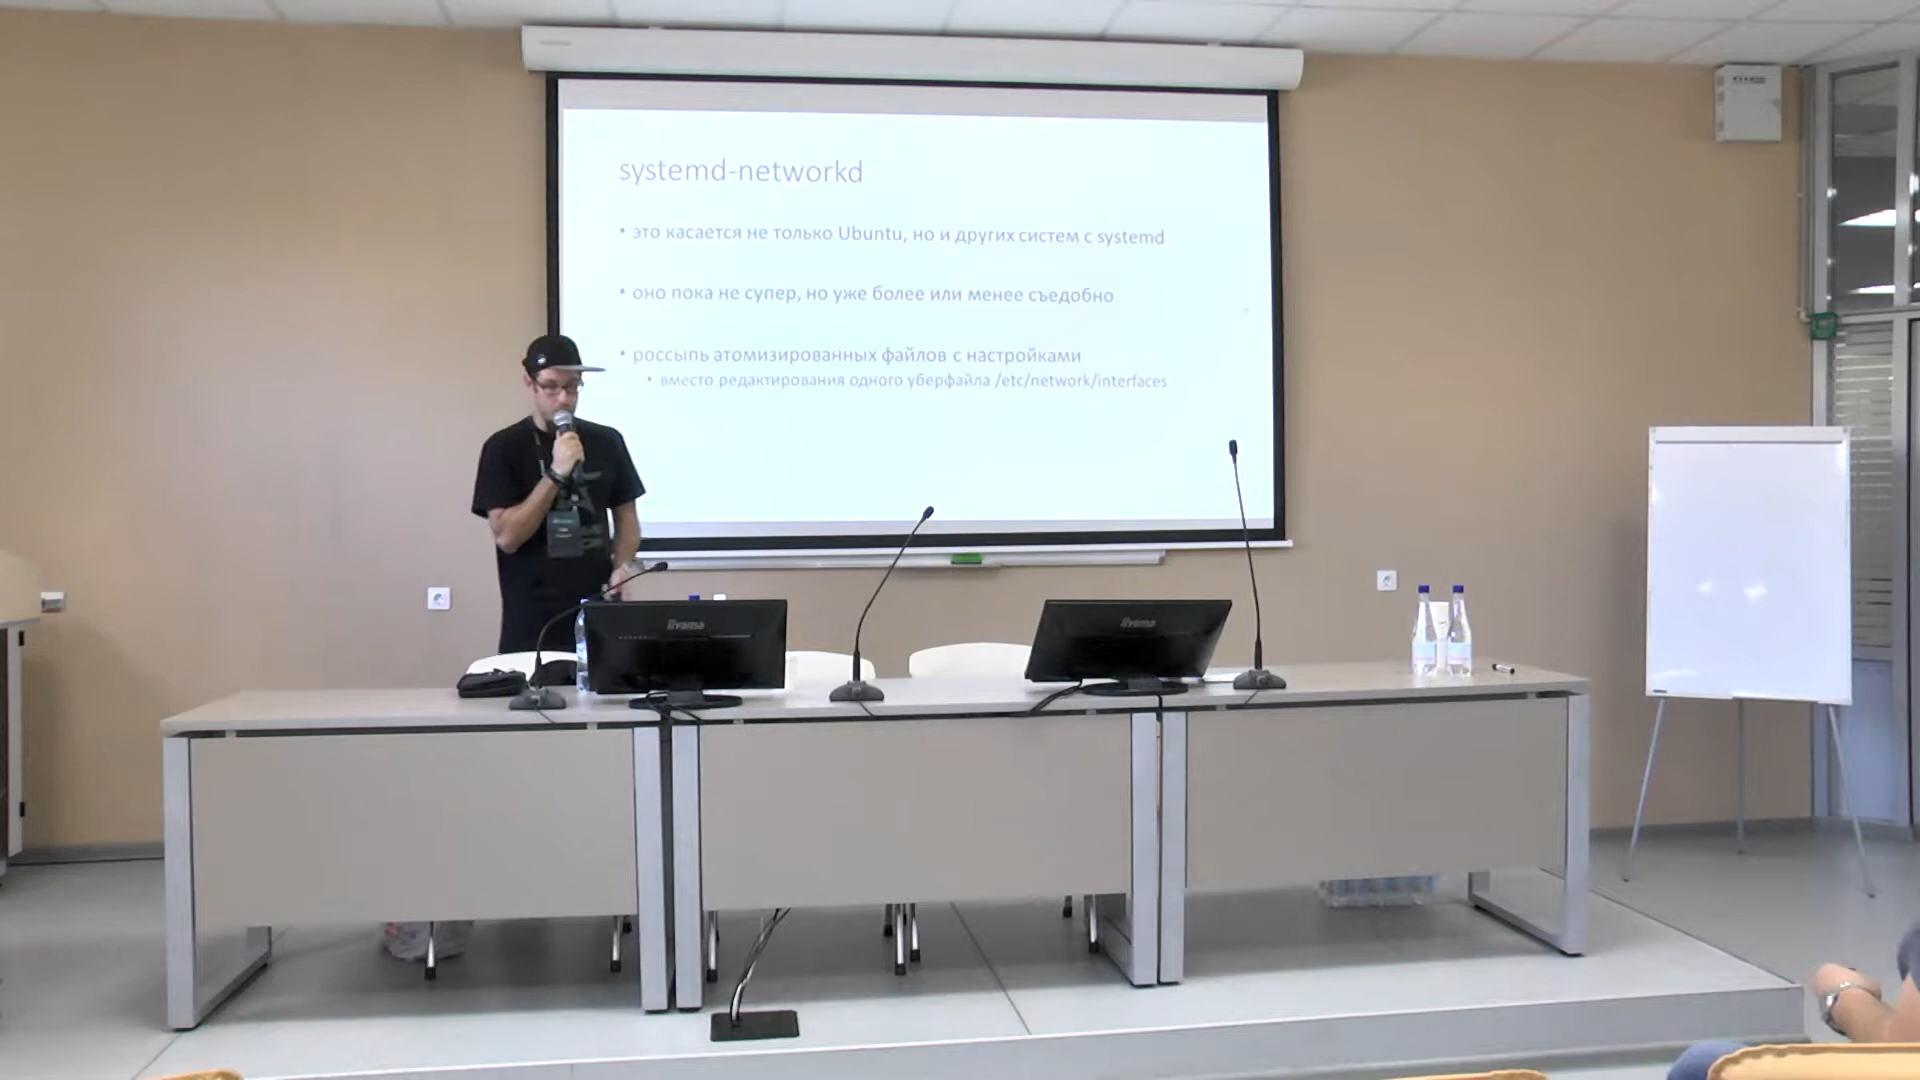 systemd-networkd
• это касается не только Ubuntu, но и других систем с systemd
• оно пока не супер, но уже более или менее съедобно
• россыпь атомизированных файлов с настройками
• вместо редактирования одного уберфайла /etc/network/interfaces
iiyama
iiyama